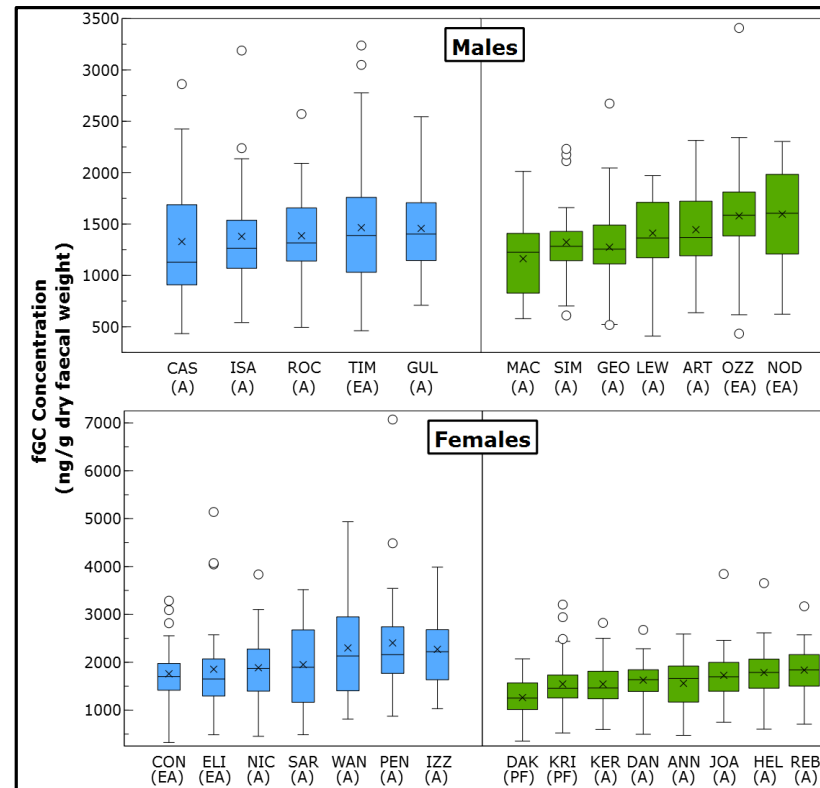 fGC Concentration
(ng/g dry faecal weight)
Males
3500
3000
2500
2000
1500
1000
500
CAS ISA ROC TIM GUL MAC SIM GEO LEW ART OZZ NOD
(A) (A) (A) (EA) (A) (A) (A) (A) (A) (A) (EA) (EA)
Females
7000
6000
5000
4000
3000
2000
1000
CON ELI NIC SAR WAN PEN IZZ DAK KRI KER DAN ANN JOA HEL REB
(EA) (EA) (A) (A) (A) (A) (A) (PF) (PF) (A) (A) (A) (A) (A) (A)